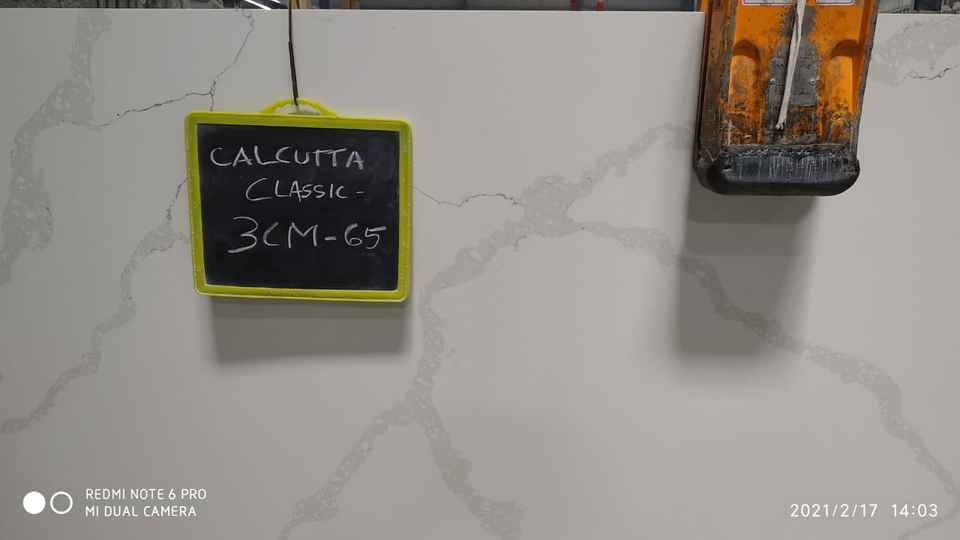 CALCUTTA
CLASSIC-
3CM-65
REDMI NOTE 6 PRO
MI DUAL CAMERA
2021/2/17 14:03